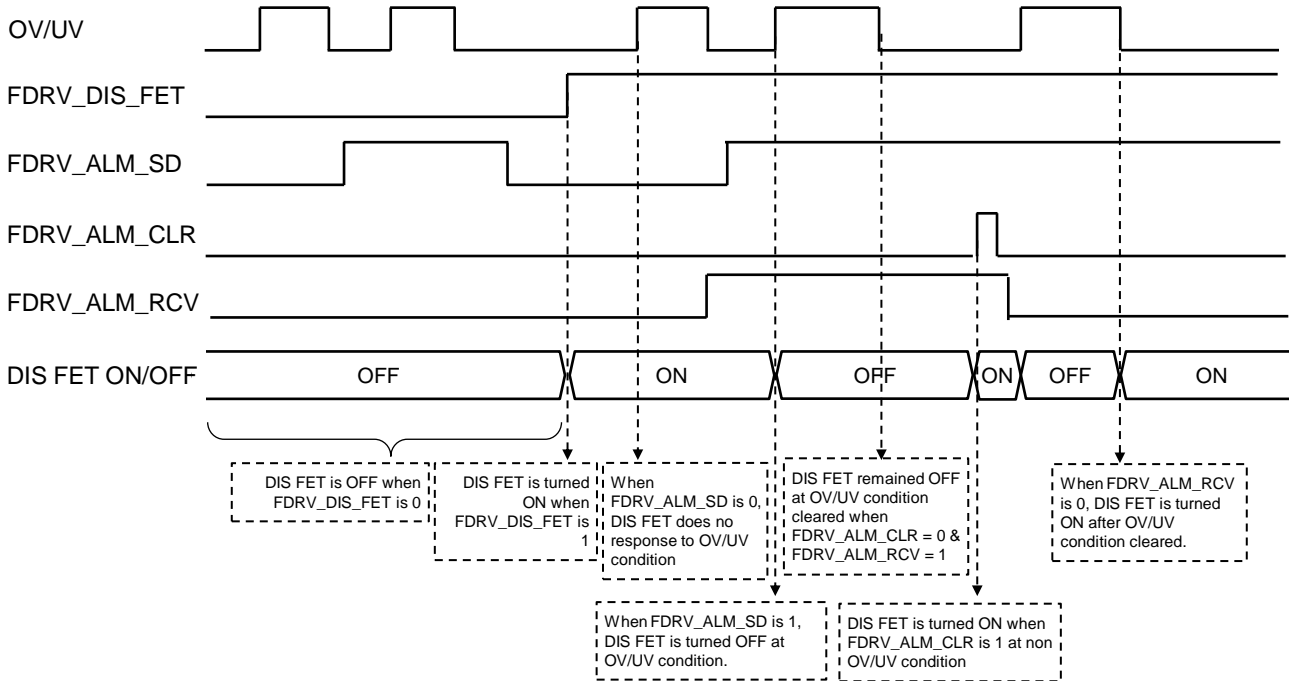 OV/UV
FDRV_DIS_FET
FDRV_ALM_SD
FDRV_ALM_CLR
FDRV_ALM_RCV
DIS FET ON/OFF
OFF
ON
OFF
ON
OFF
ON
DIS FET is OFF when
FDRV_DIS_FET is 0
DIS FET is turned
ON when
FDRV_DIS_FET is
1
When
FDRV_ALM_SD is 0,
DIS FET does no
response to OV/UV
condition
DIS FET remained OFF
at OV/UV condition
cleared when
FDRV_ALM_CLR = 0 &
FDRV_ALM_RCV = 1
When FDRV_ALM_RCV
is 0, DIS FET is turned
ON after OV/UV
condition cleared.
When FDRV_ALM_SD is 1,
DIS FET is turned OFF at
OV/UV condition.
DIS FET is turned ON when
FDRV_ALM_CLR is 1 at non
OV/UV condition